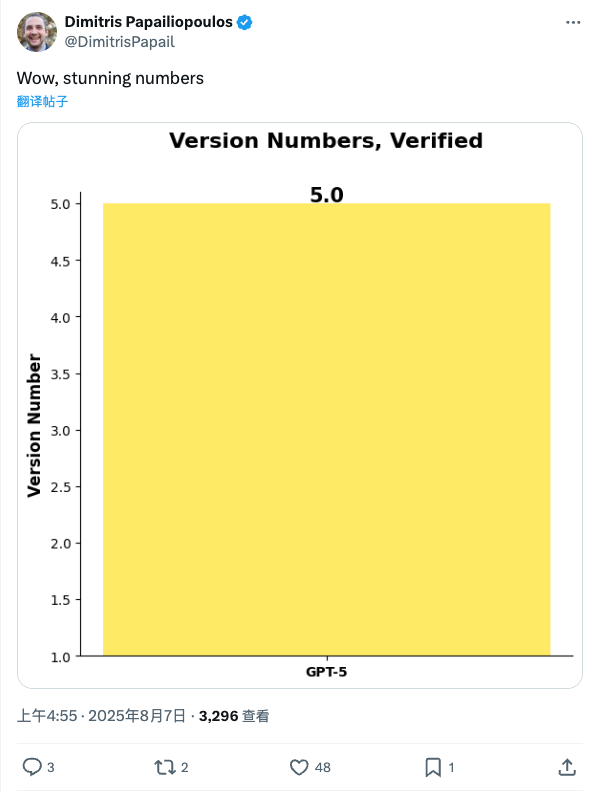 Dimitris Papailiopoulos
@DimitrisPapail
Wow, stunning numbers
翻译帖子
Version Numbers, Verified
5.0
5.0
4.5
4.0
3.5
3.0
2.5
2.0
1.5
1.0
Version Number
GPT-5
上午4:55 · 2025年8月7日 · 3,296 查看
3 2 48 1